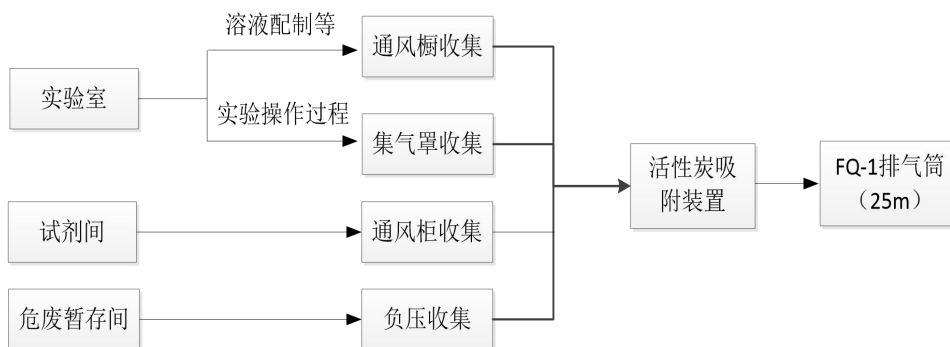 溶液配制等
通风橱收集
实验室
实验操作过程
集气罩收集
活性炭吸
附装置
FQ-1排气筒
（25m）
试剂间
通风柜收集
危废暂存间
负压收集